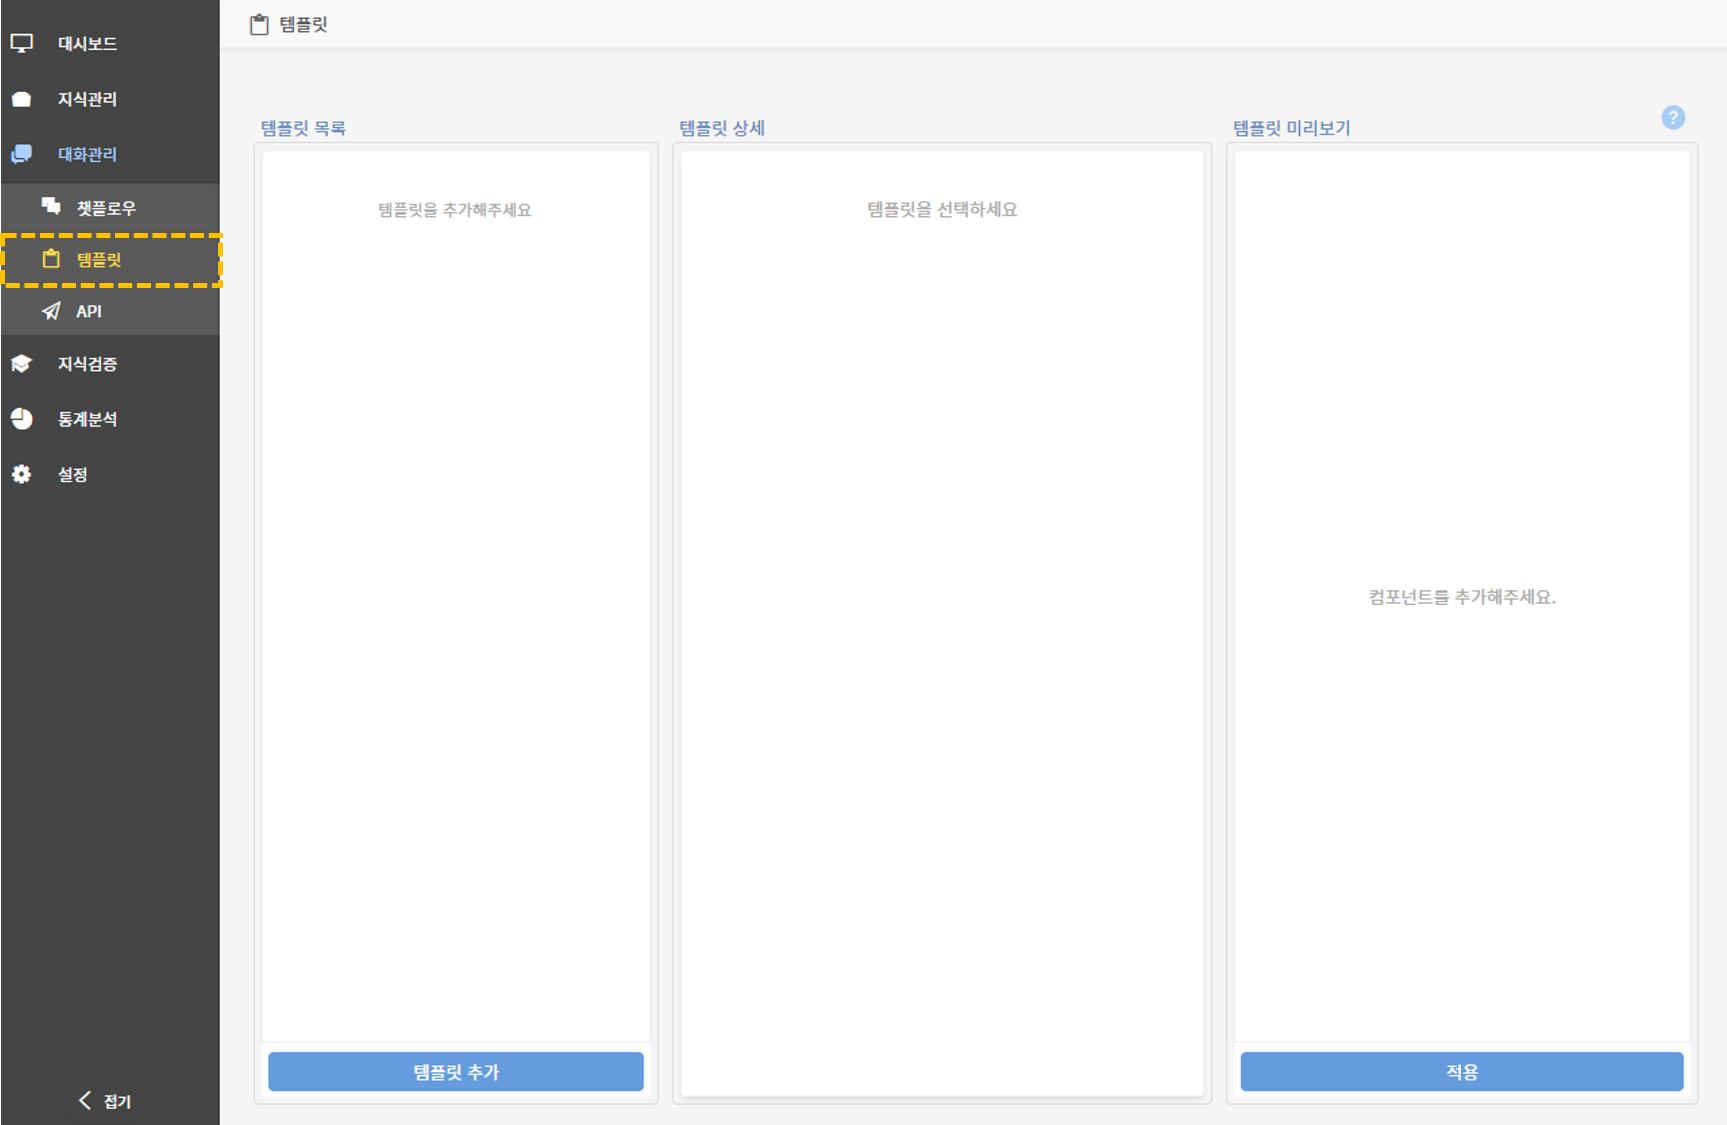 대시보드
지식관리
대화관리
챗플로우
템플릿
API
지식검증
통계분석
설정
접기
템플릿
템플릿 목록
템플릿을 추가해주세요
템플릿 추가
템플릿 상세
템플릿을 선택하세요
템플릿 미리보기
?
컴포넌트를 추가해주세요.
적용